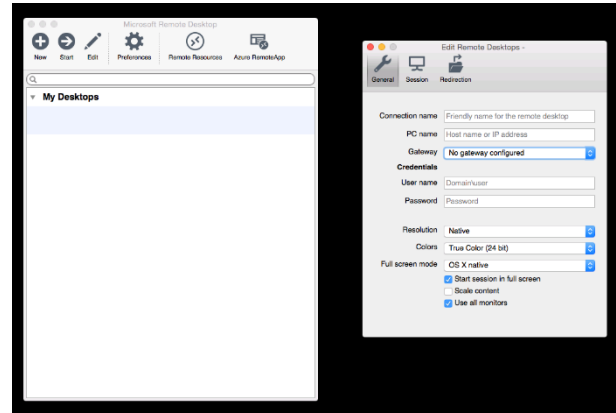 Microsoft Remote Desktop
New Start Edit Preferences Remote Resources Azure RemoteApp
My Desktops
Edit Remote Desktops -
General Session Redirection
Connection name Friendly name for the remote desktop
PC name Host name or IP address
Gateway No gateway configured
Credentials
User name Domain\user
Password Password
Resolution Native
Colors True Color (24 bit)
Full screen mode OS X native
Start session in full screen
Scale content
Use all monitors